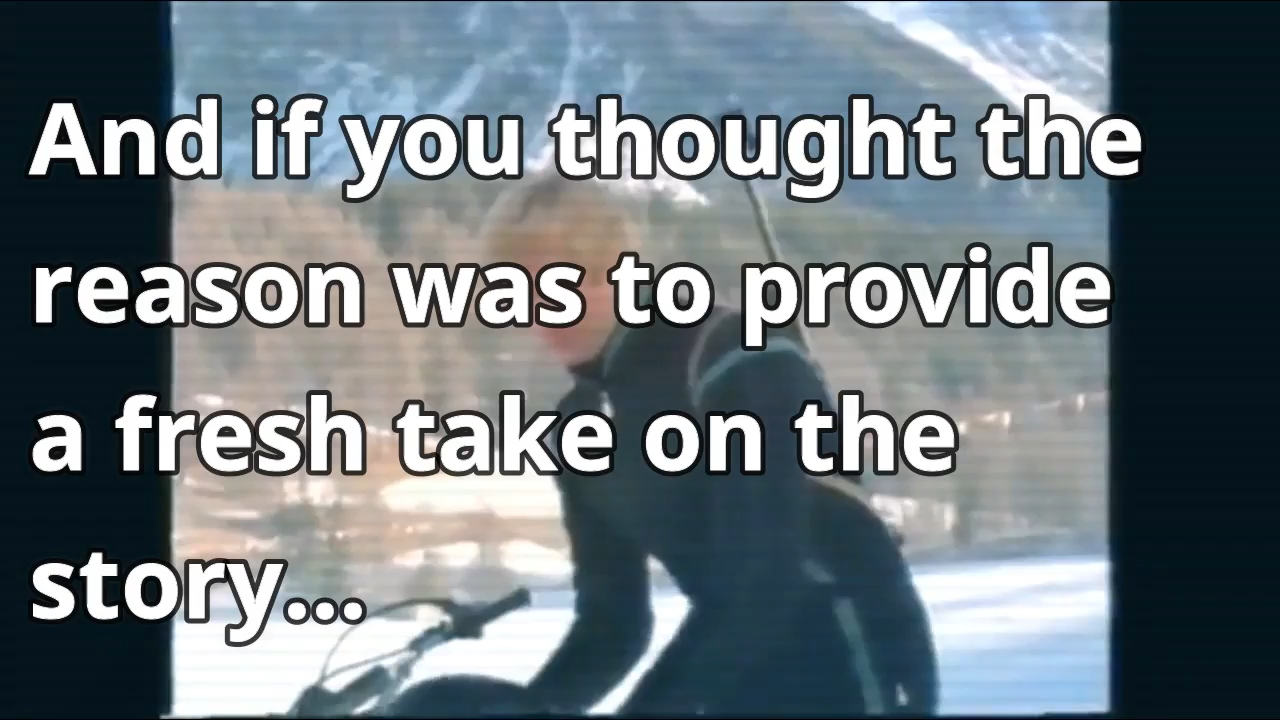 And if you thought the
reason was to provide
a fresh take on the
story...